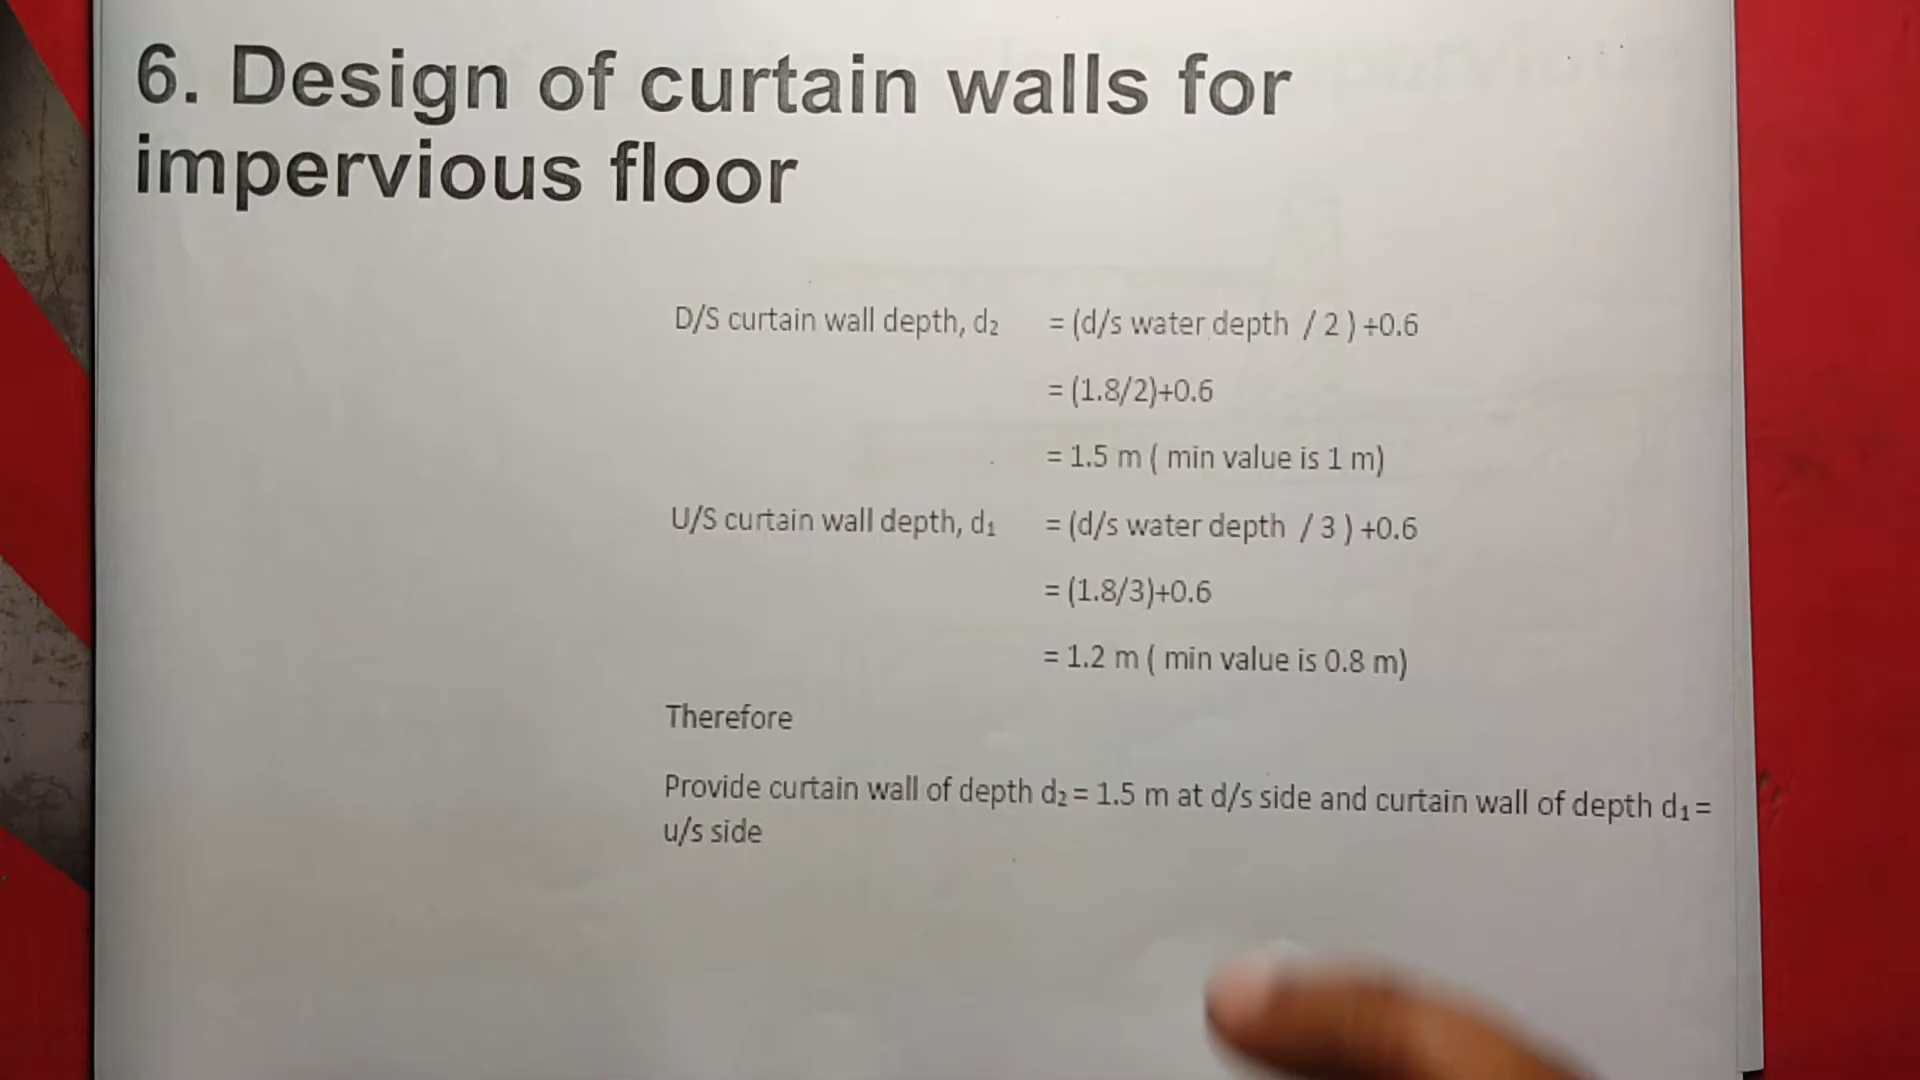 6. Design of curtain walls for
impervious floor
D/S curtain wall depth, d₂ = (d/s water depth / 2 ) +0.6
= (1.8/2)+0.6
= 1.5 m ( min value is 1 m)
U/S curtain wall depth, d₁ = (d/s water depth / 3 ) +0.6
= (1.8/3)+0.6
= 1.2 m ( min value is 0.8 m)
Therefore
Provide curtain wall of depth d₂ = 1.5 m at d/s side and curtain wall of depth d₁ =
u/s side